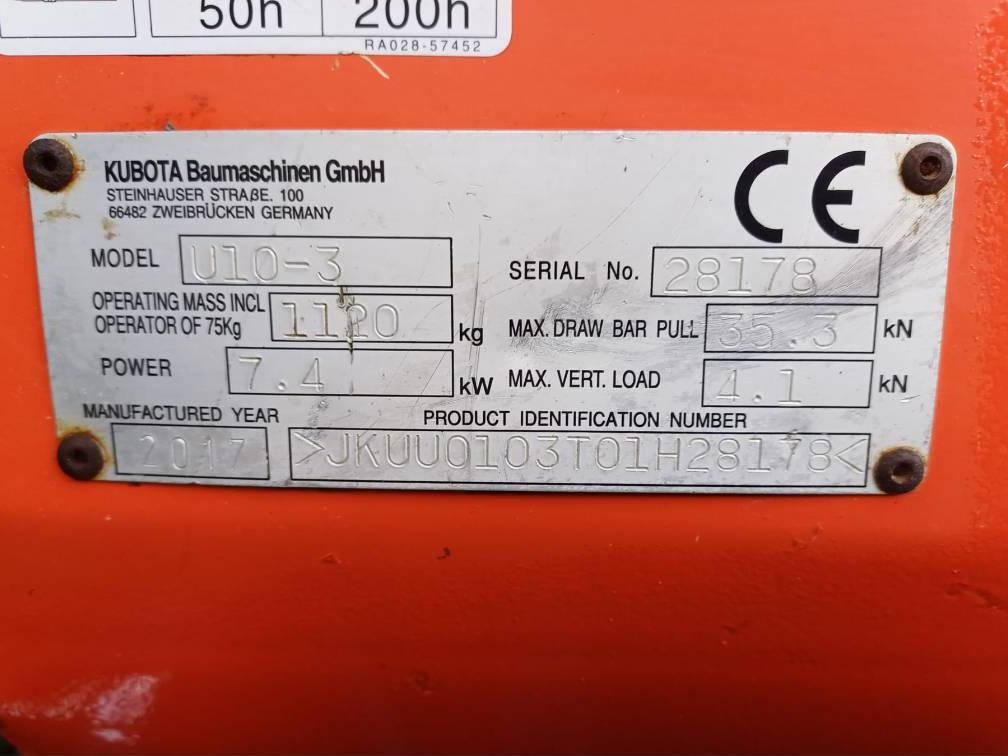 50h 200h
RA028-57452
KUBOTA Baumaschinen GmbH
STEINHAUSER STRAßE. 100
66482 ZWEIBRÜCKEN GERMANY
CE
MODEL U10-3
SERIAL No. 28178
OPERATING MASS INCL
OPERATOR OF 75Kg 1120 kg
MAX. DRAW BAR PULL 35.3 kN
POWER 7.4 kW
MAX. VERT. LOAD 4.1 kN
MANUFACTURED YEAR
2017
PRODUCT IDENTIFICATION NUMBER
>JKUU0103T01H28178<